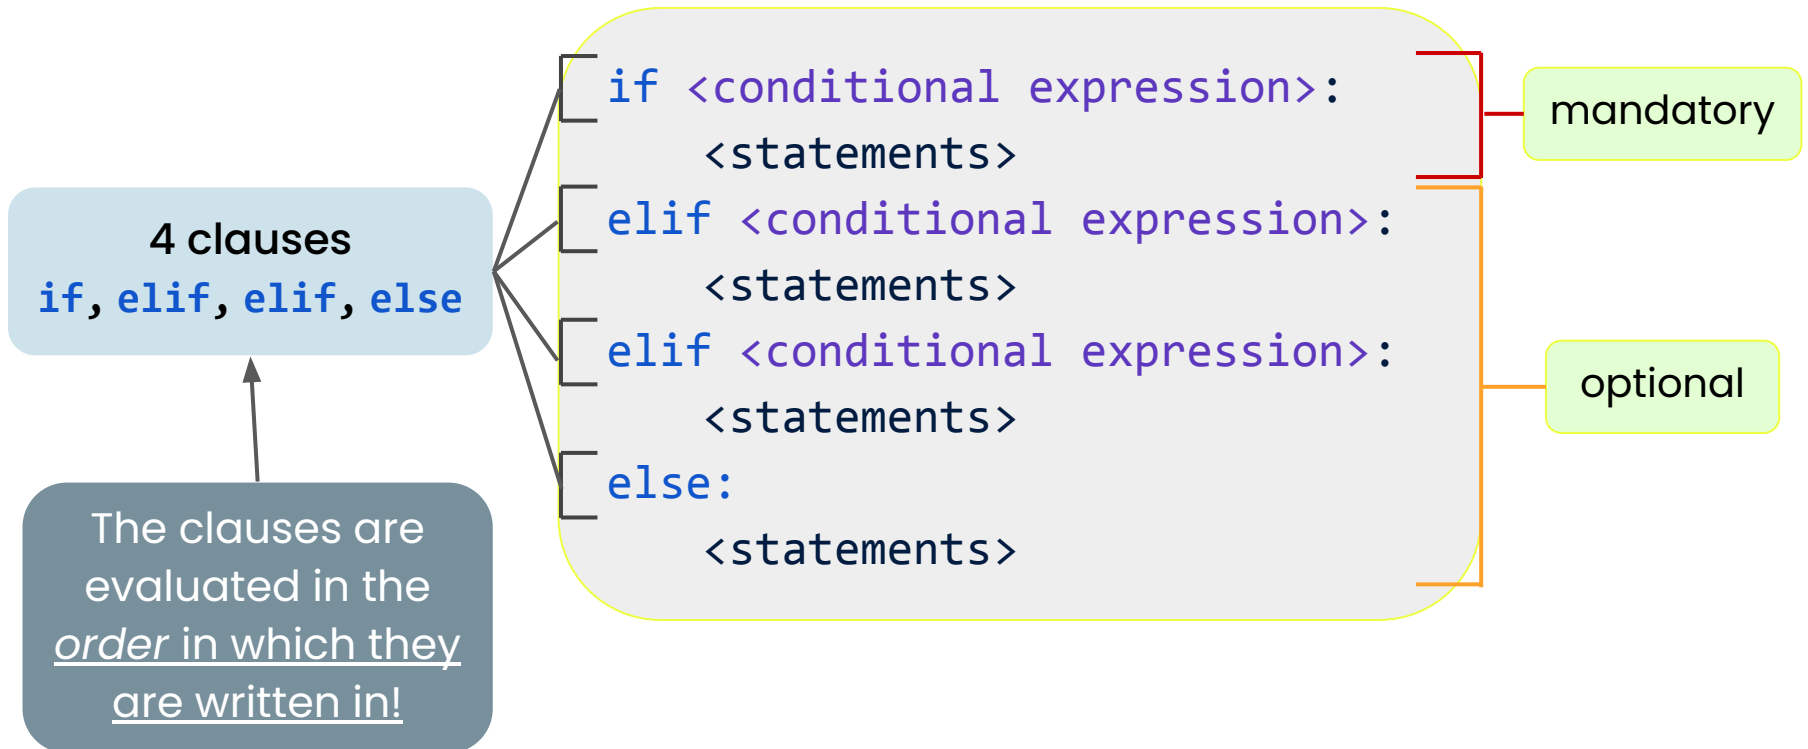 if <conditional expression>:
<statements>
elif <conditional expression>:
<statements>
elif <conditional expression>:
<statements>
else:
<statements>
mandatory
optional
4 clauses
if, elif, elif, else
The clauses are
evaluated in the
order in which they
are written in!